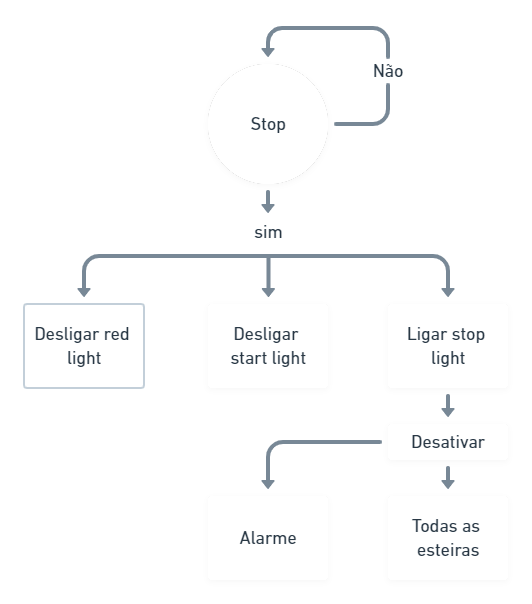 Não
Stop
sim
Desligar red
light
Desligar
start light
Ligar stop
light
Desativar
Alarme
Todas as
esteiras